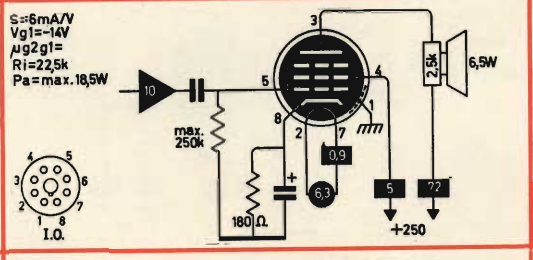 S=6mA/V
Vg1=-14V
µg2g1=
Ri=22,5k
Pa=max.18,5W
3
10
5
4
2,5k
6,5W
max.
250k
8
2
7
1
0,9
6,3
180 Ω
+
5
72
+250
4
5
3
6
2
7
1
8
I.O.